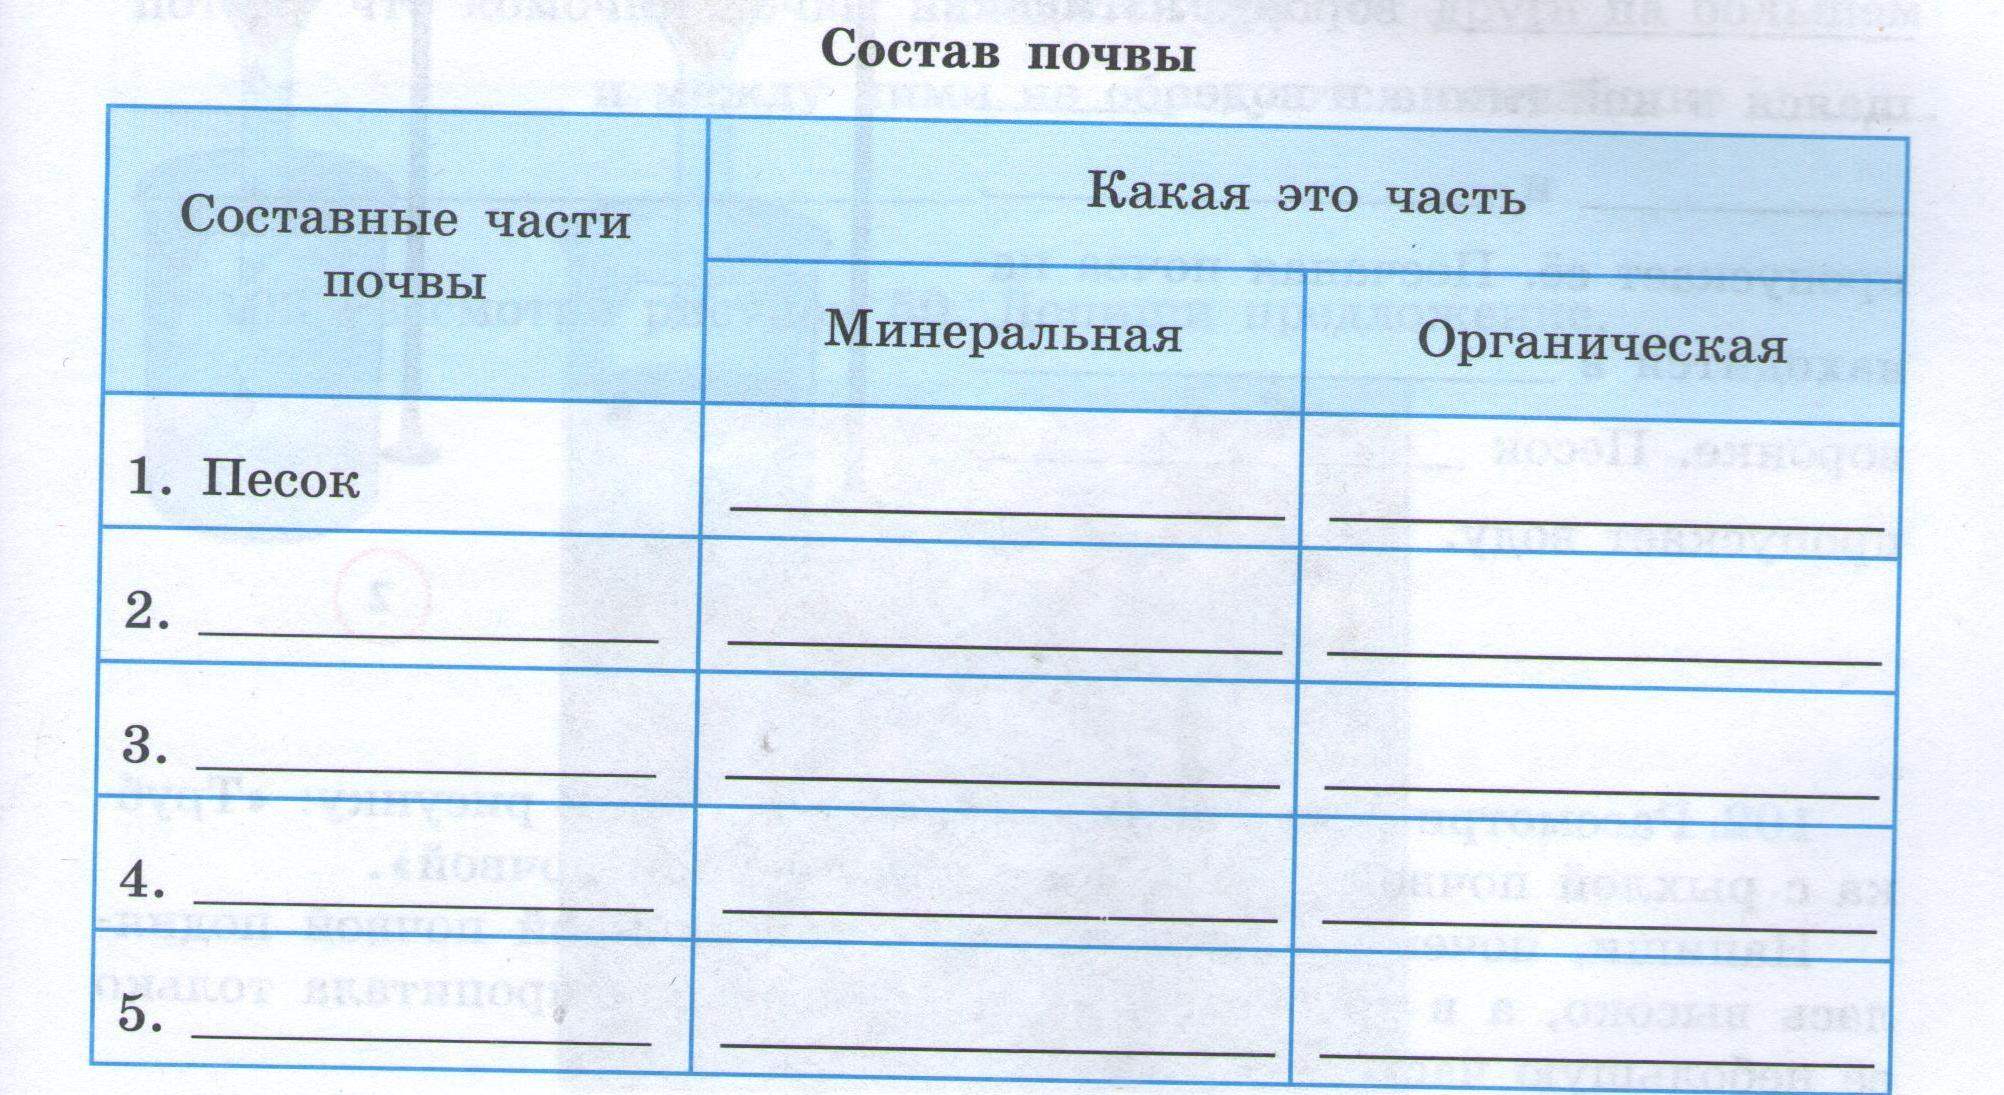 Состав почвы
Составные части
почвы
Какая это часть
Минеральная
Органическая
1. Песок
2.
3.
4.
5.